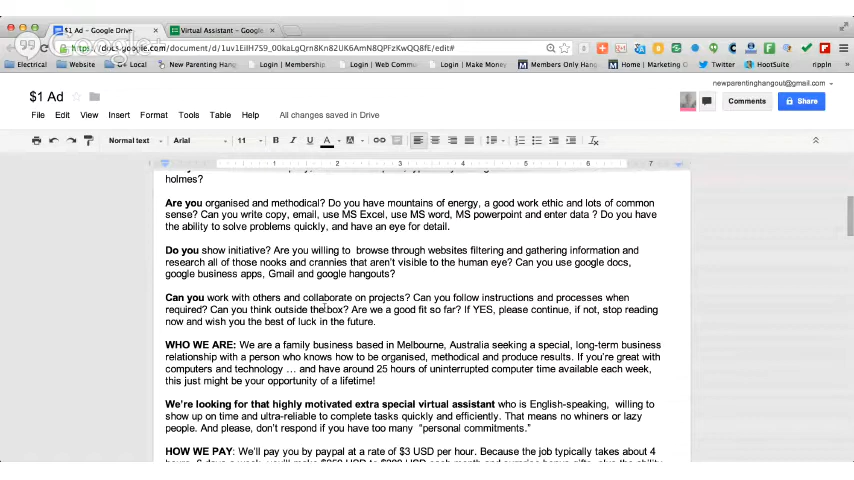 $1 Ad – Google Drive
Virtual Assistant – Google
https://docs.google.com/document/d/1uv1EilH7S9_00kaLgQrn8Kn82UK6AmN8QPFzKwQQ8fE/edit#
Google
Electrical Website G+ Local New Parenting Hang Login | Membership Login | Web Commu Login | Make Money Members Only Hang Home | Marketing Twitter HootSuite rippln
newparentinghangout@gmail.com
$1 Ad
Comments Share
File Edit View Insert Format Tools Table Help All changes saved in Drive
Normal text Arial 11 B I U A
1 2 3 4 5 6 7
holmes?
Are you organised and methodical? Do you have mountains of energy, a good work ethic and lots of common
sense? Can you write copy, email, use MS Excel, use MS word, MS powerpoint and enter data ? Do you have
the ability to solve problems quickly, and have an eye for detail.
Do you show initiative? Are you willing to browse through websites filtering and gathering information and
research all of those nooks and crannies that aren't visible to the human eye? Can you use google docs,
google business apps, Gmail and google hangouts?
Can you work with others and collaborate on projects? Can you follow instructions and processes when
required? Can you think outside the box? Are we a good fit so far? If YES, please continue, if not, stop reading
now and wish you the best of luck in the future.
WHO WE ARE: We are a family business based in Melbourne, Australia seeking a special, long-term business
relationship with a person who knows how to be organised, methodical and produce results. If you're great with
computers and technology … and have around 25 hours of uninterrupted computer time available each week,
this just might be your opportunity of a lifetime!
We're looking for that highly motivated extra special virtual assistant who is English-speaking, willing to
show up on time and ultra-reliable to complete tasks quickly and efficiently. That means no whiners or lazy
people. And please, don't respond if you have too many "personal commitments."
HOW WE PAY: We'll pay you by paypal at a rate of $3 USD per hour. Because the job typically takes about 4